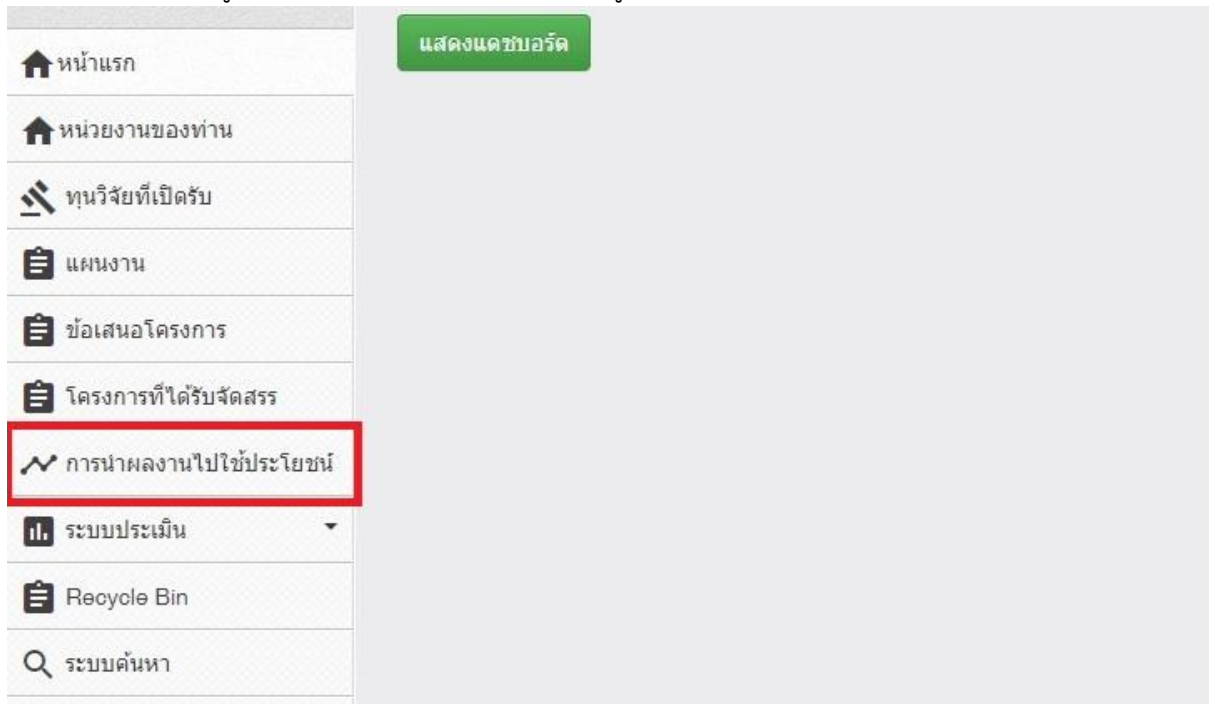 แสดงแดชบอร์ด
หน้าแรก
หน่วยงานของท่าน
ทุนวิจัยที่เปิดรับ
แผนงาน
ข้อเสนอโครงการ
โครงการที่ได้รับจัดสรร
การนำผลงานไปใช้ประโยชน์
ระบบประเมิน
Recycle Bin
ระบบค้นหา